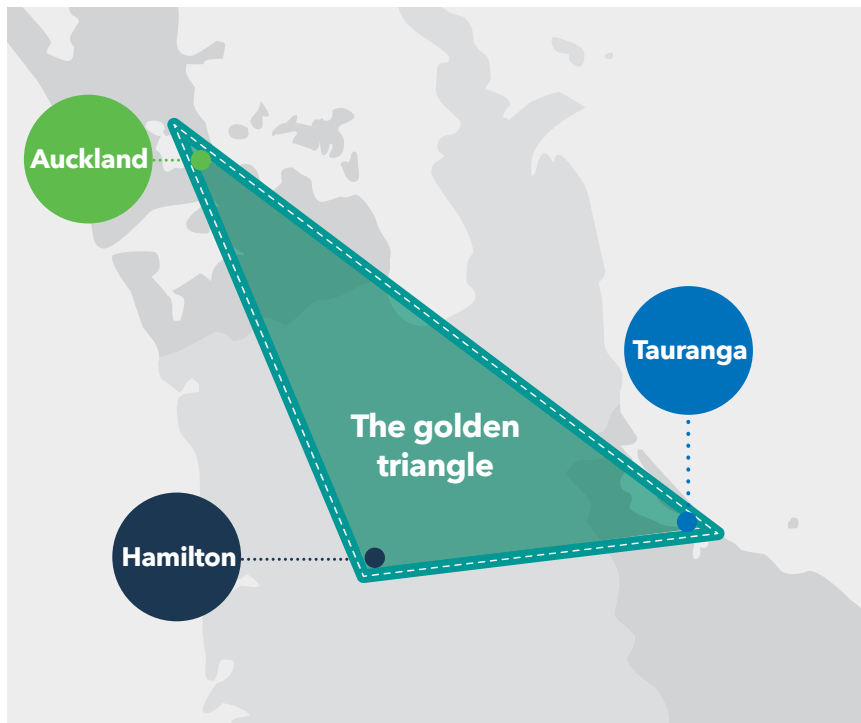 Auckland
Tauranga
The golden
triangle
Hamilton